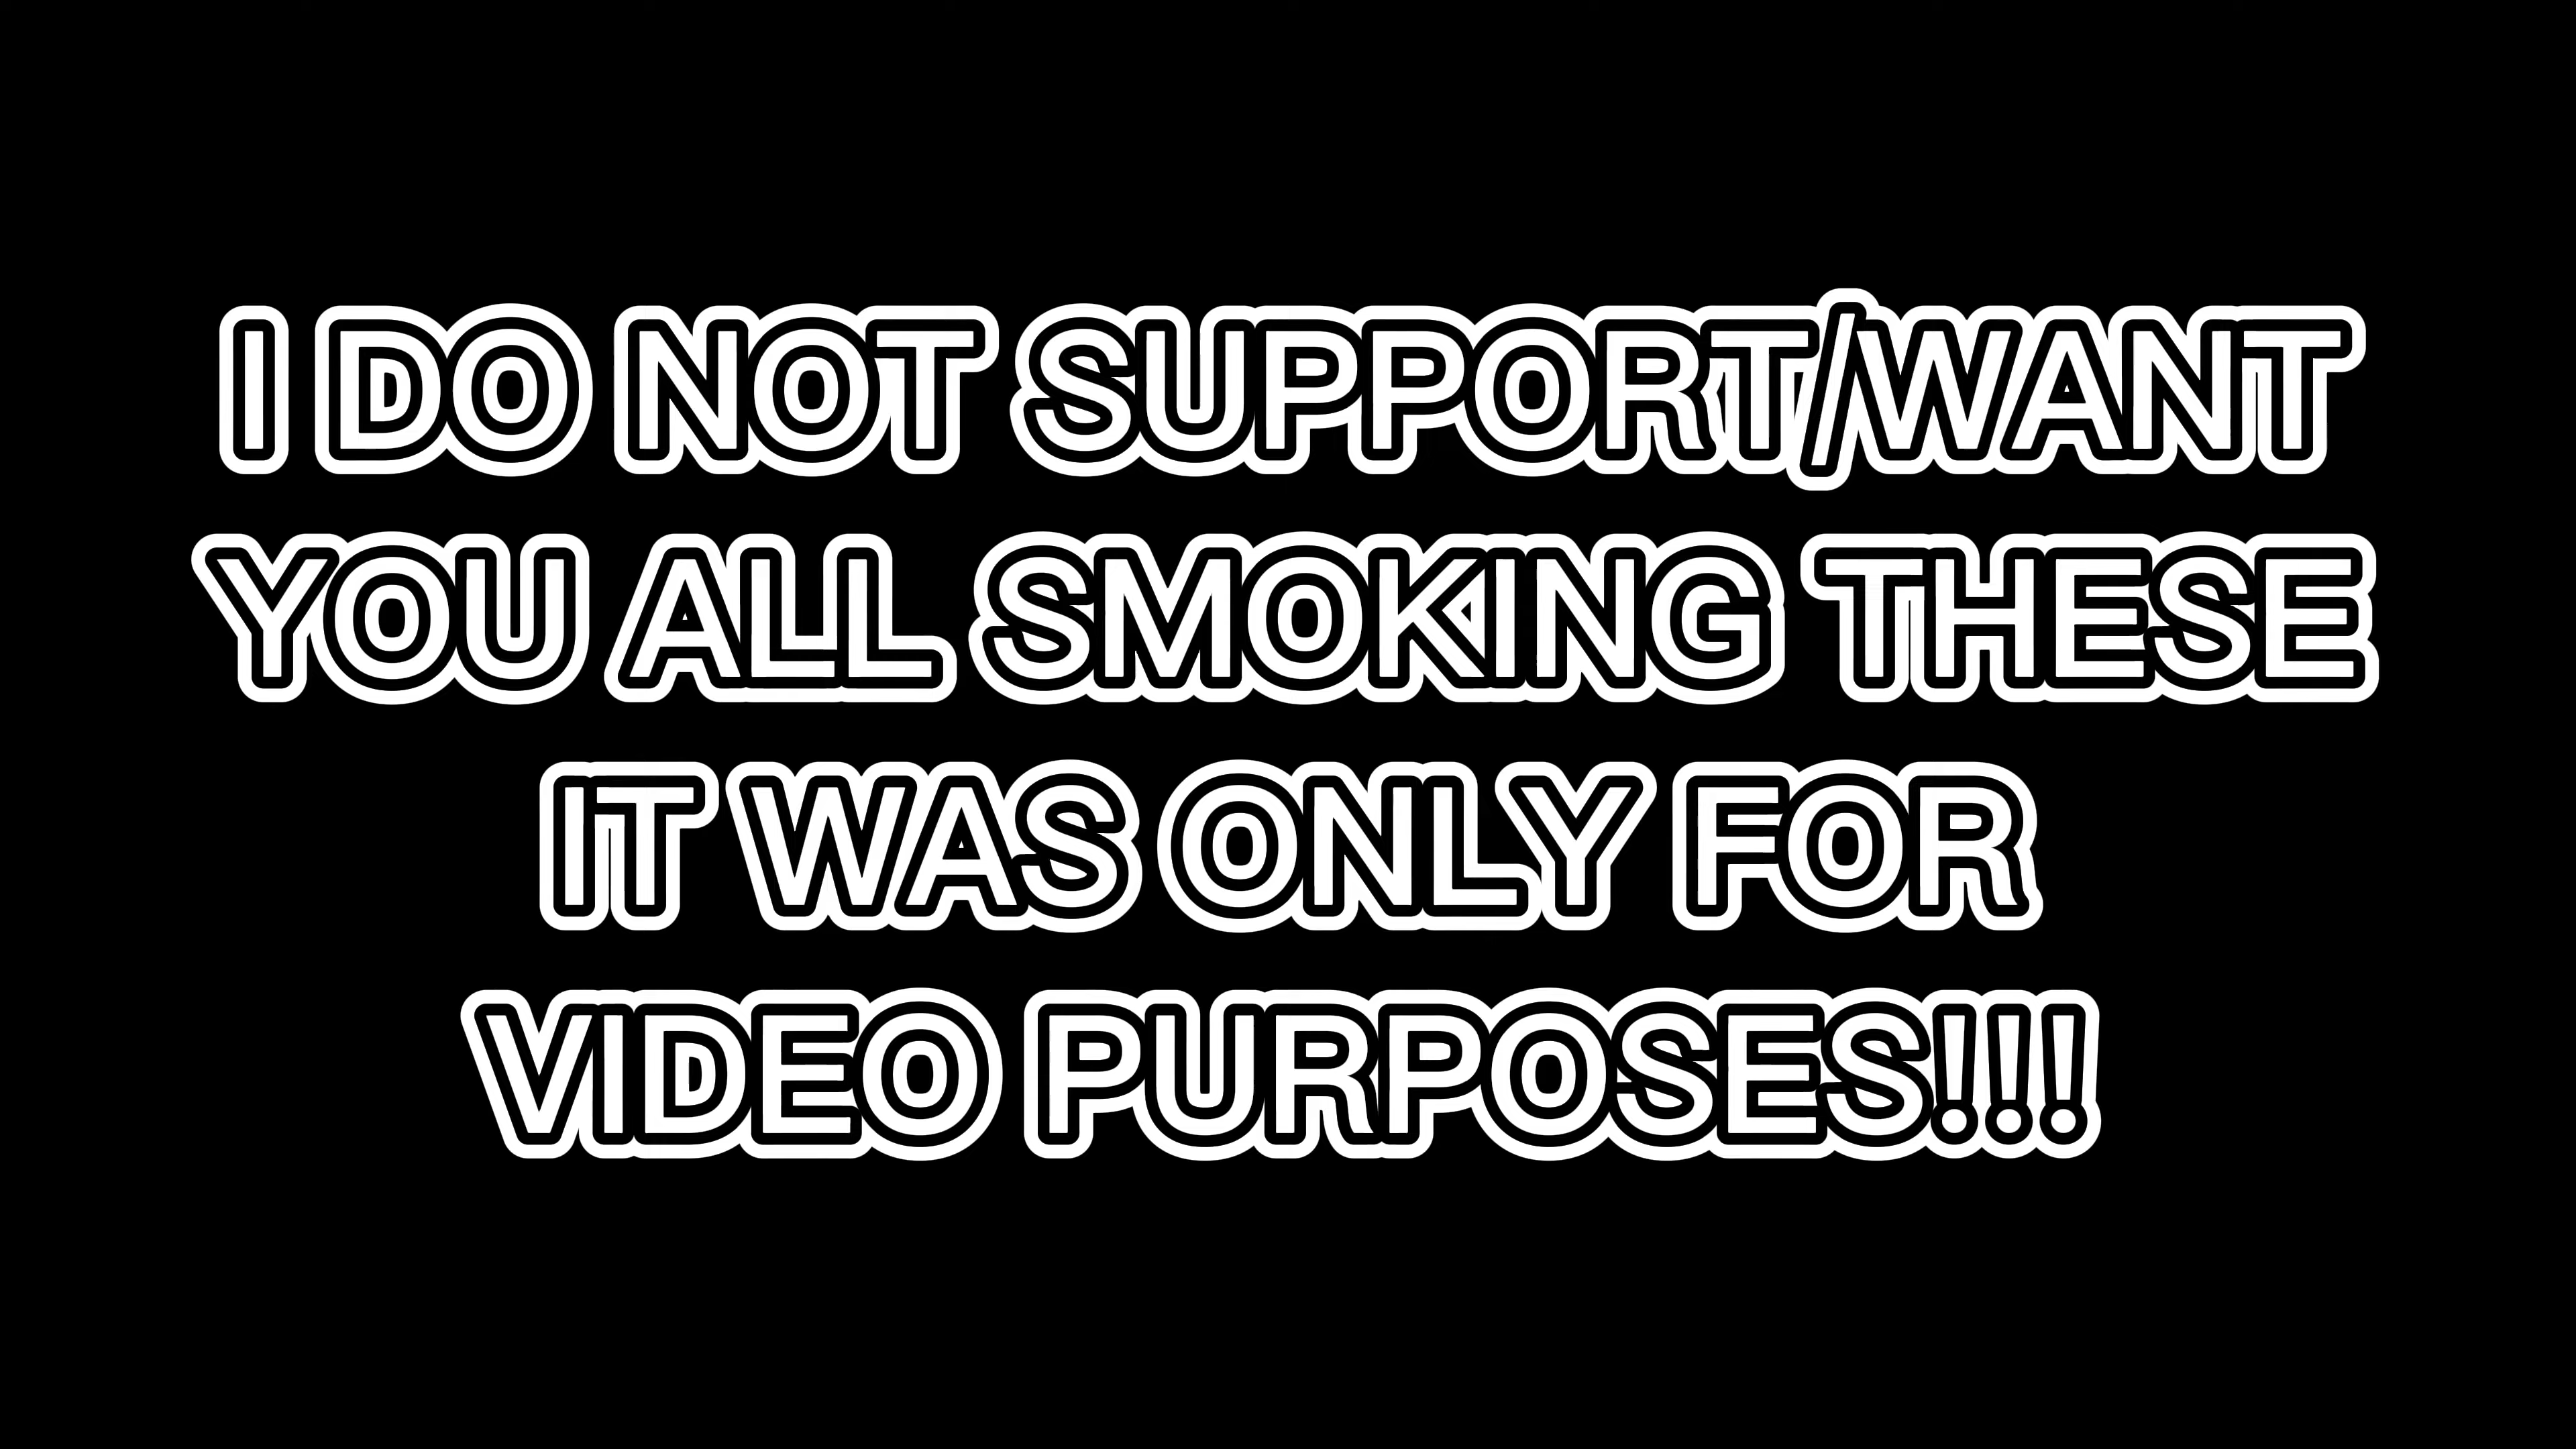 I DO NOT SUPPORT/WANT
YOU ALL SMOKING THESE
IT WAS ONLY FOR
VIDEO PURPOSES!!!